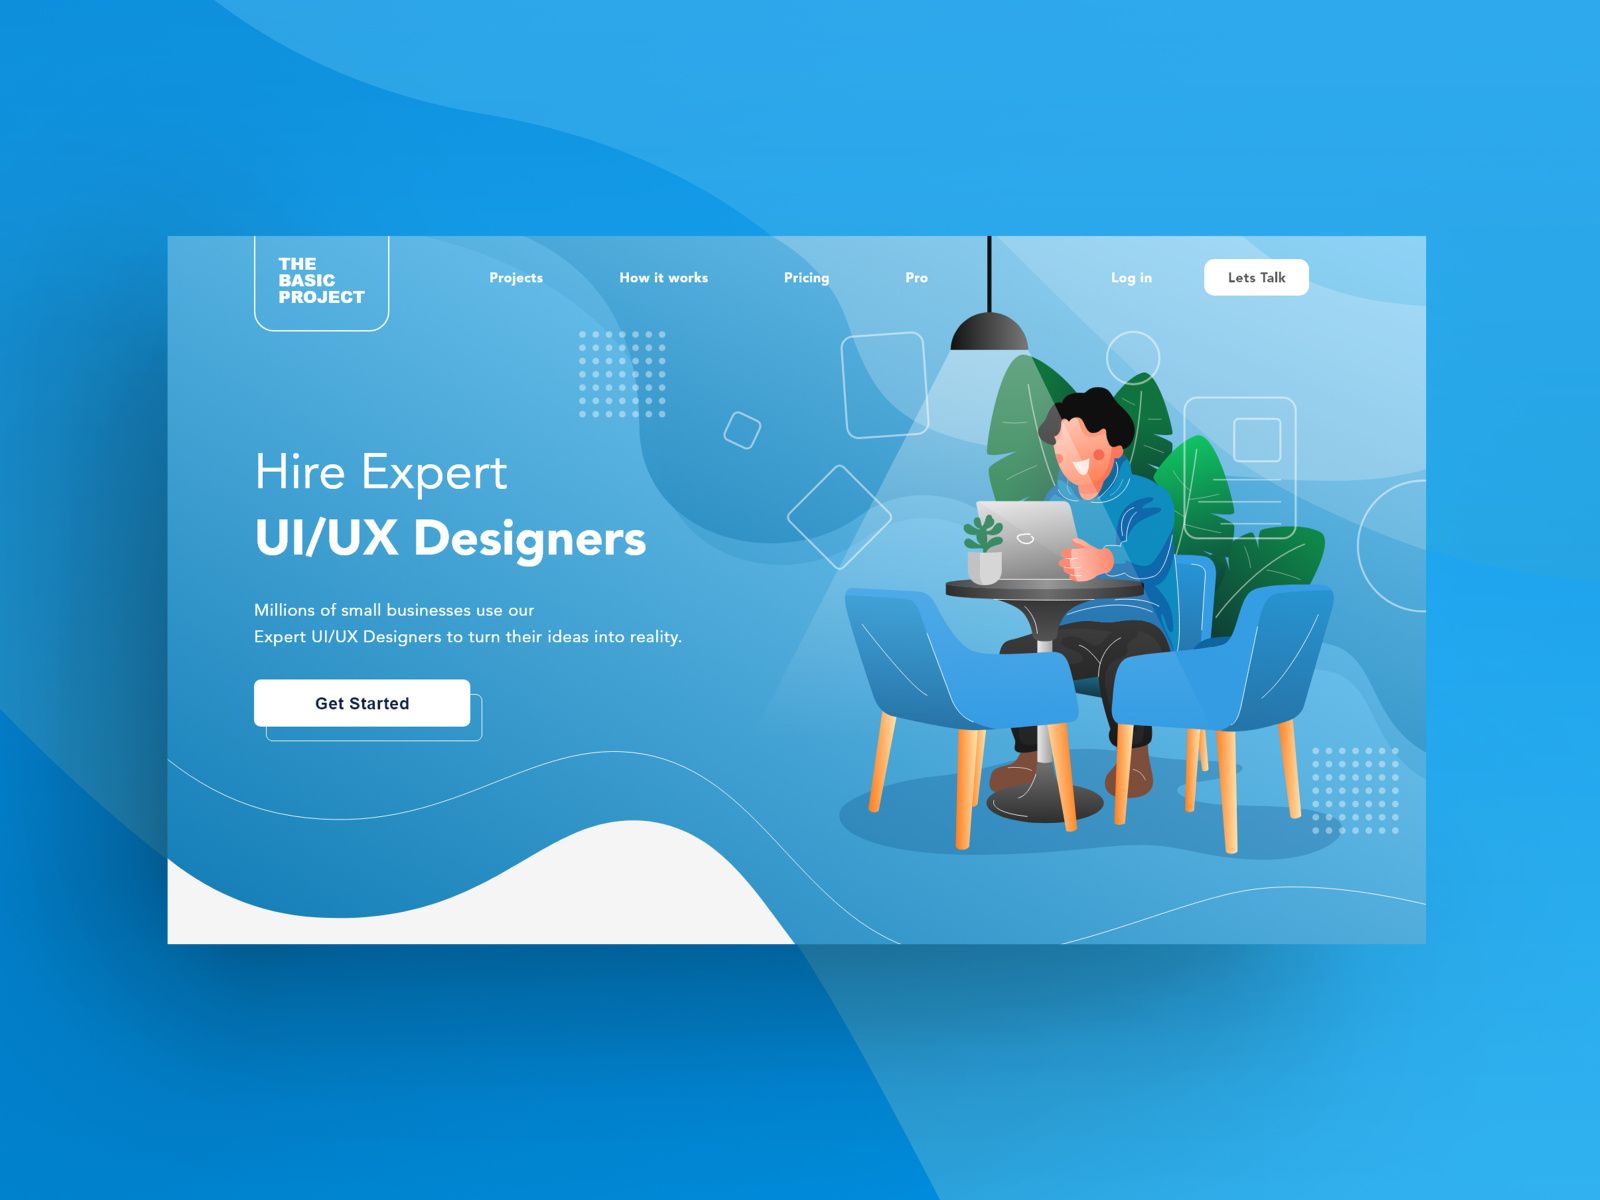 THE
BASIC
PROJECT
Projects
How it works
Pricing
Pro
Log in
Lets Talk
Hire Expert
UI/UX Designers
Millions of small businesses use our
Expert UI/UX Designers to turn their ideas into reality.
Get Started